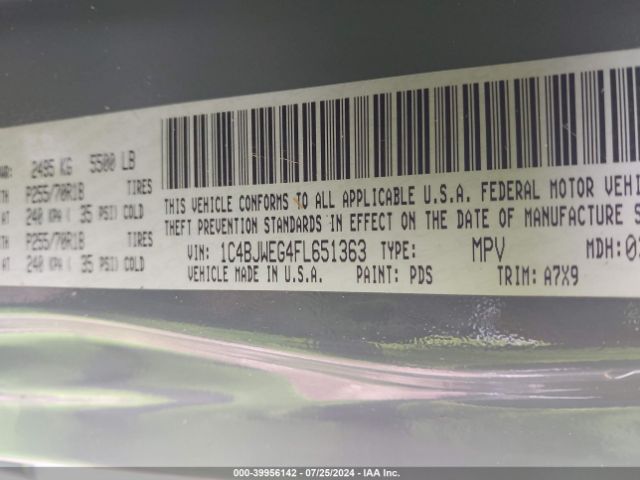 2495 KG 5500 LB
P255/70R18 TIRES
AT 240 KPA ( 35 PSI) COLD
P255/70R18 TIRES
AT 240 KPA ( 35 PSI) COLD
THIS VEHICLE CONFORMS TO ALL APPLICABLE U.S.A. FEDERAL MOTOR
THEFT PREVENTION STANDARDS IN EFFECT ON THE DATE OF MANUFACTURE
VIN: 1C4BJWEG4FL651363 TYPE: MPV MDH:
VEHICLE MADE IN U.S.A. PAINT: PDS TRIM: A7X9
000-39956142 | 07/25/2024 | IAA Inc.